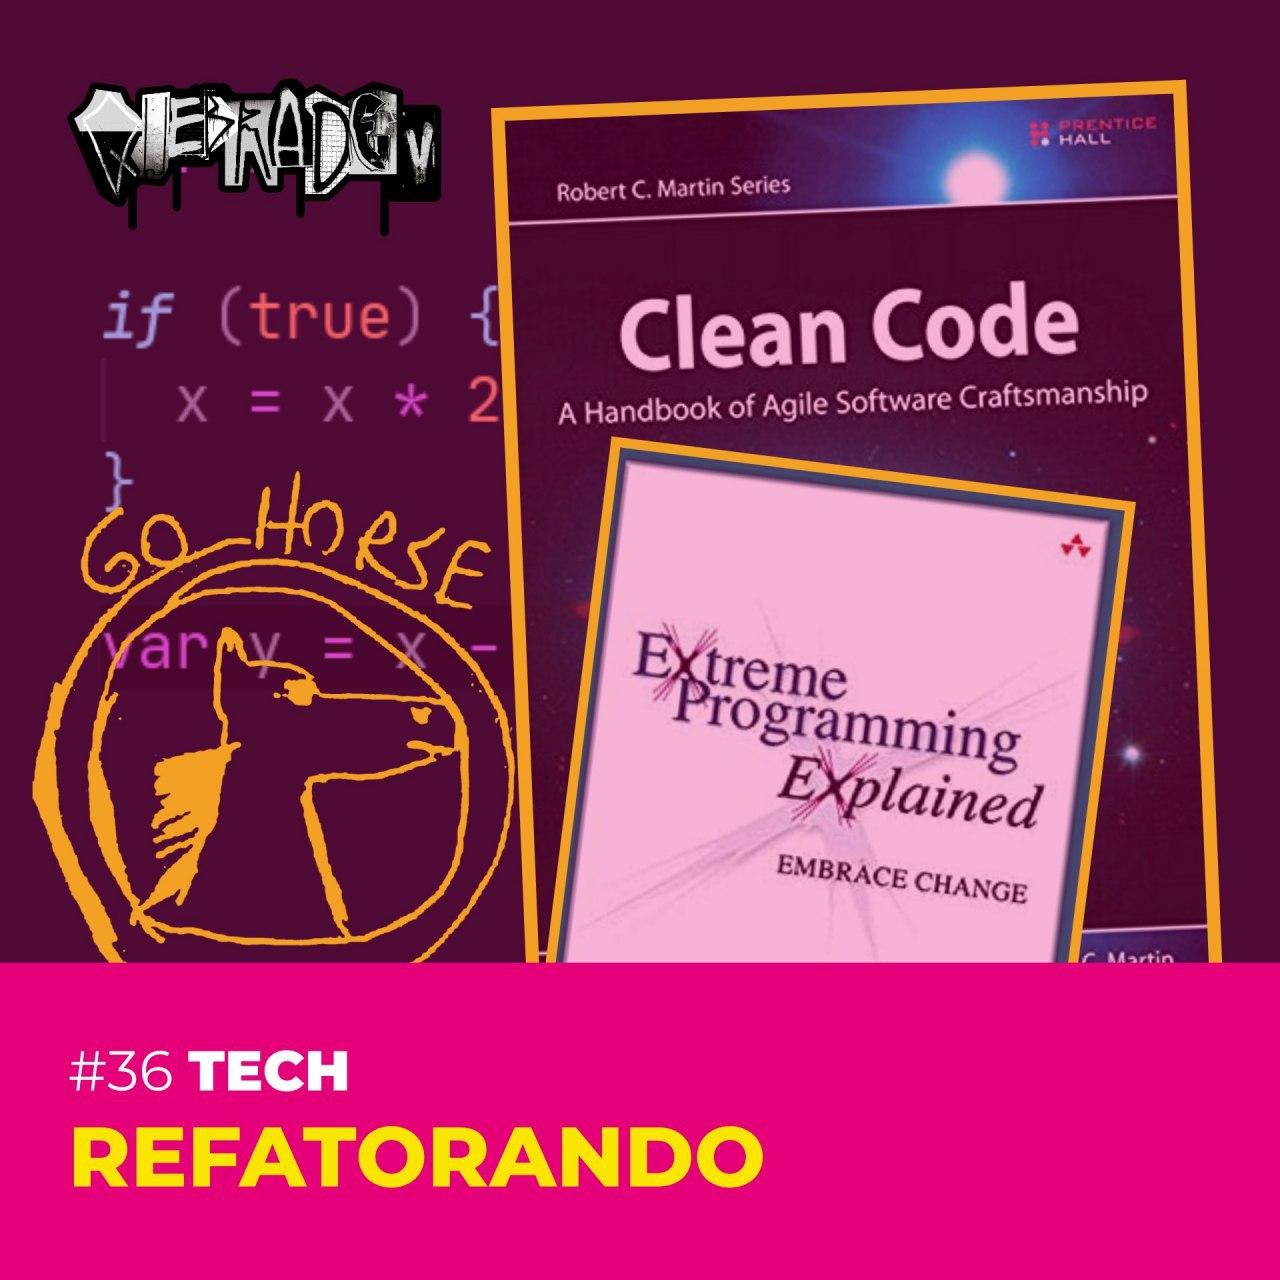 QUEBRADEV
if (true) {
x = x * 2
}
GO HORSE
var y = x -
PRENTICE
HALL
Robert C. Martin Series
Clean Code
A Handbook of Agile Software Craftsmanship
Extreme
Programming
Explained
EMBRACE CHANGE
C. Martin
#36 TECH
REFATORANDO